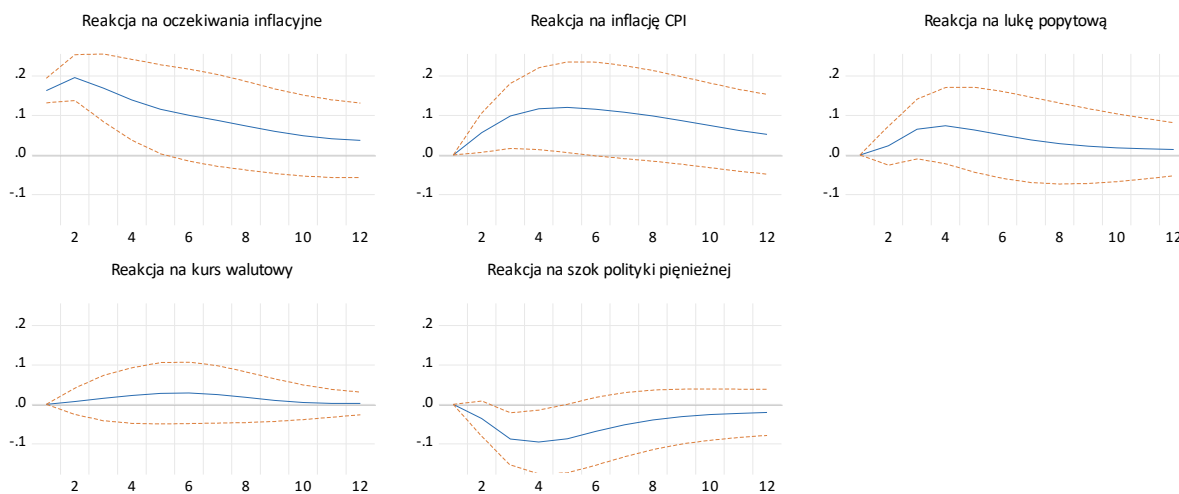 Reakcja na oczekiwania inflacyjne
.2
.1
.0
-.1
2 4 6 8 10 12
Reakcja na inflację CPI
.2
.1
.0
-.1
2 4 6 8 10 12
Reakcja na lukę popytową
.2
.1
.0
-.1
2 4 6 8 10 12
Reakcja na kurs walutowy
.2
.1
.0
-.1
2 4 6 8 10 12
Reakcja na szok polityki pięnieżnej
.2
.1
.0
-.1
2 4 6 8 10 12